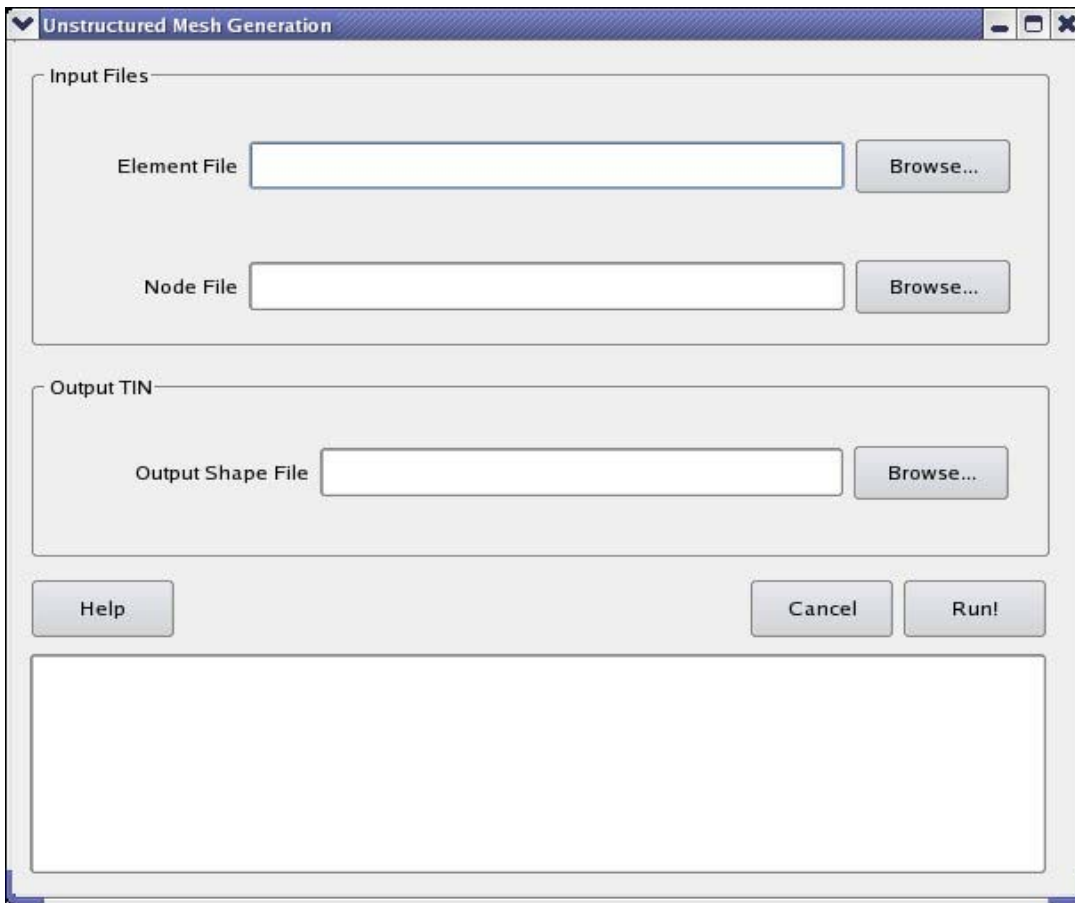 Unstructured Mesh Generation
Input Files
Element File Browse...
Node File Browse...
Output TIN
Output Shape File Browse...
Help Cancel Run!